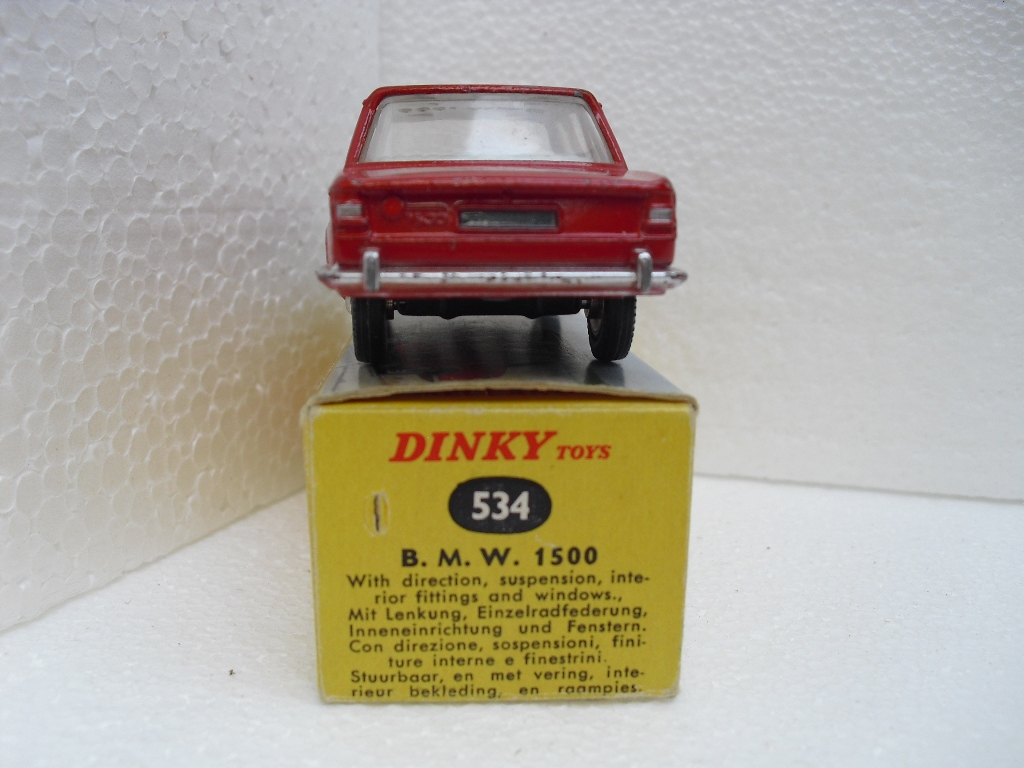 DINKY TOYS
534
B. M. W. 1500
With direction, suspension, inte-
rior fittings and windows.,
Mit Lenkung, Einzelradfederung,
Inneneinrichtung und Fenstern.
Con direzione, sospensioni, fini-
ture interne e finestrini.
Stuurbaar, en met vering, inte-
rieur bekleding, en raampjes.